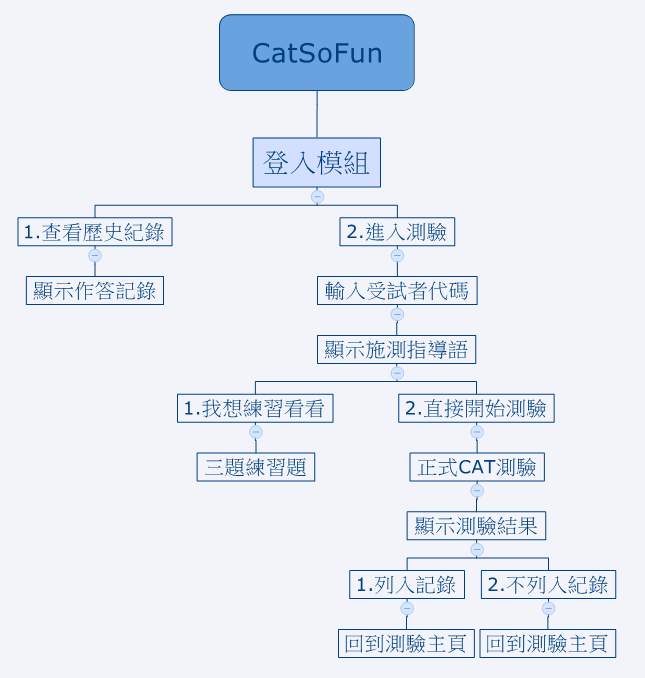 CatSoFun
登入模組
1.查看歷史紀錄
2.進入測驗
顯示作答記錄
輸入受試者代碼
顯示施測指導語
1.我想練習看看
2.直接開始測驗
三題練習題
正式CAT測驗
顯示測驗結果
1.列入記錄
2.不列入紀錄
回到測驗主頁
回到測驗主頁